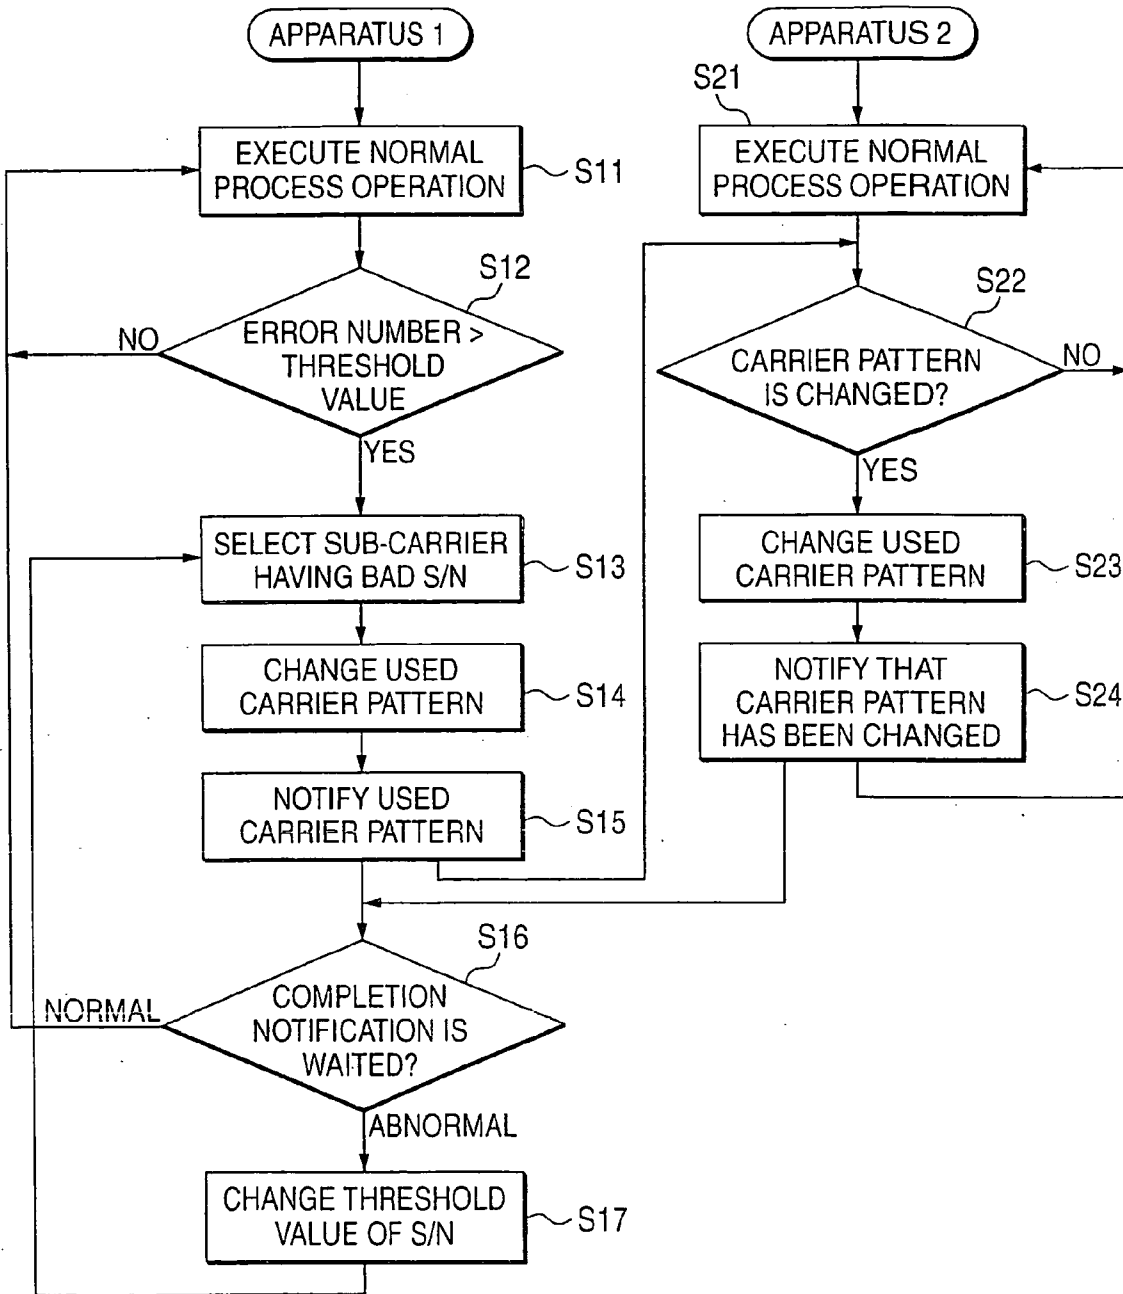 APPARATUS 1
EXECUTE NORMAL
PROCESS OPERATION
S11
S12
ERROR NUMBER >
THRESHOLD
VALUE
NO
YES
SELECT SUB-CARRIER
HAVING BAD S/N
S13
CHANGE USED
CARRIER PATTERN
S14
NOTIFY USED
CARRIER PATTERN
S15
S16
COMPLETION
NOTIFICATION IS
WAITED?
NORMAL
ABNORMAL
CHANGE THRESHOLD
VALUE OF S/N
S17
APPARATUS 2
S21
EXECUTE NORMAL
PROCESS OPERATION
S22
CARRIER PATTERN
IS CHANGED?
NO
YES
CHANGE USED
CARRIER PATTERN
S23
NOTIFY THAT
CARRIER PATTERN
HAS BEEN CHANGED
S24